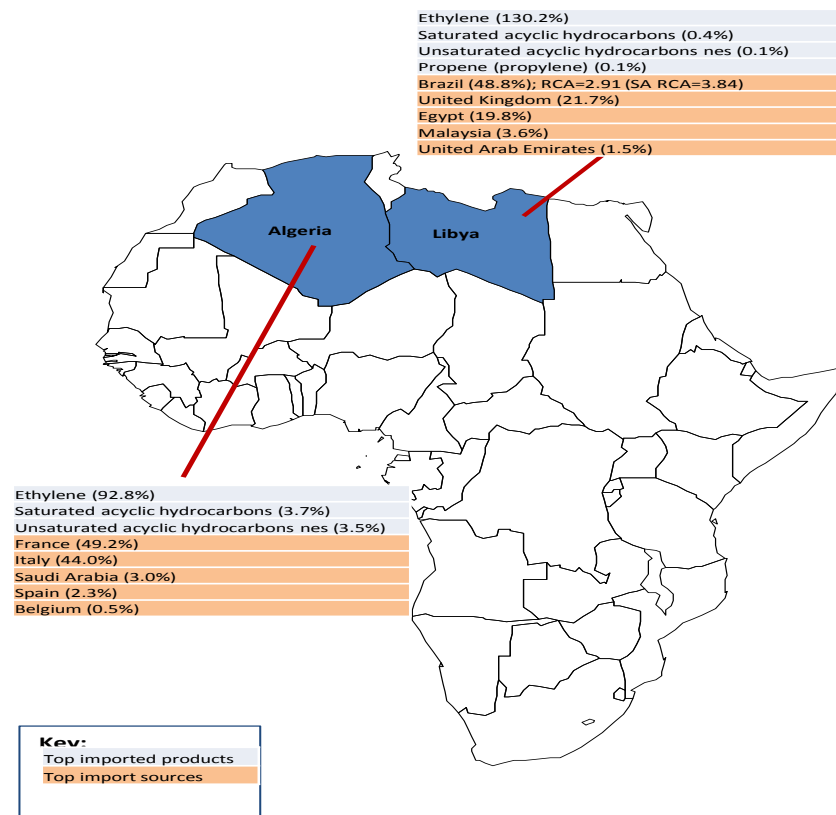 Ethylene (130.2%)
Saturated acyclic hydrocarbons (0.4%)
Unsaturated acyclic hydrocarbons nes (0.1%)
Propene (propylene) (0.1%)
Brazil (48.8%); RCA=2.91 (SA RCA=3.84)
United Kingdom (21.7%)
Egypt (19.8%)
Malaysia (3.6%)
United Arab Emirates (1.5%)
Algeria
Libya
Ethylene (92.8%)
Saturated acyclic hydrocarbons (3.7%)
Unsaturated acyclic hydrocarbons nes (3.5%)
France (49.2%)
Italy (44.0%)
Saudi Arabia (3.0%)
Spain (2.3%)
Belgium (0.5%)
Key:
Top imported products
Top import sources